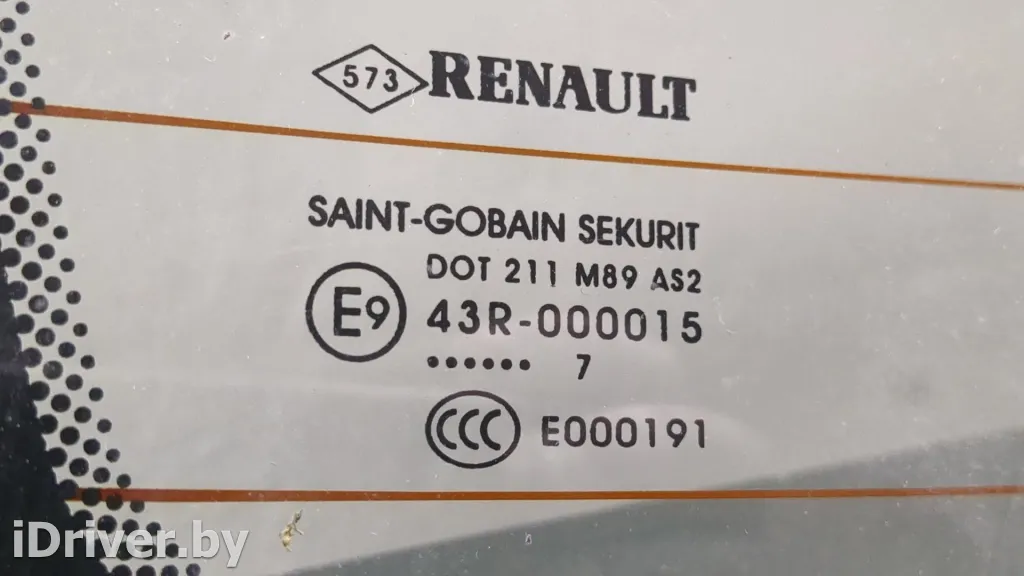 573 RENAULT
SAINT-GOBAIN SEKURIT
DOT 211 M89 AS2
E9 43R-000015
•••••• 7
CCC E000191
iDriver.by